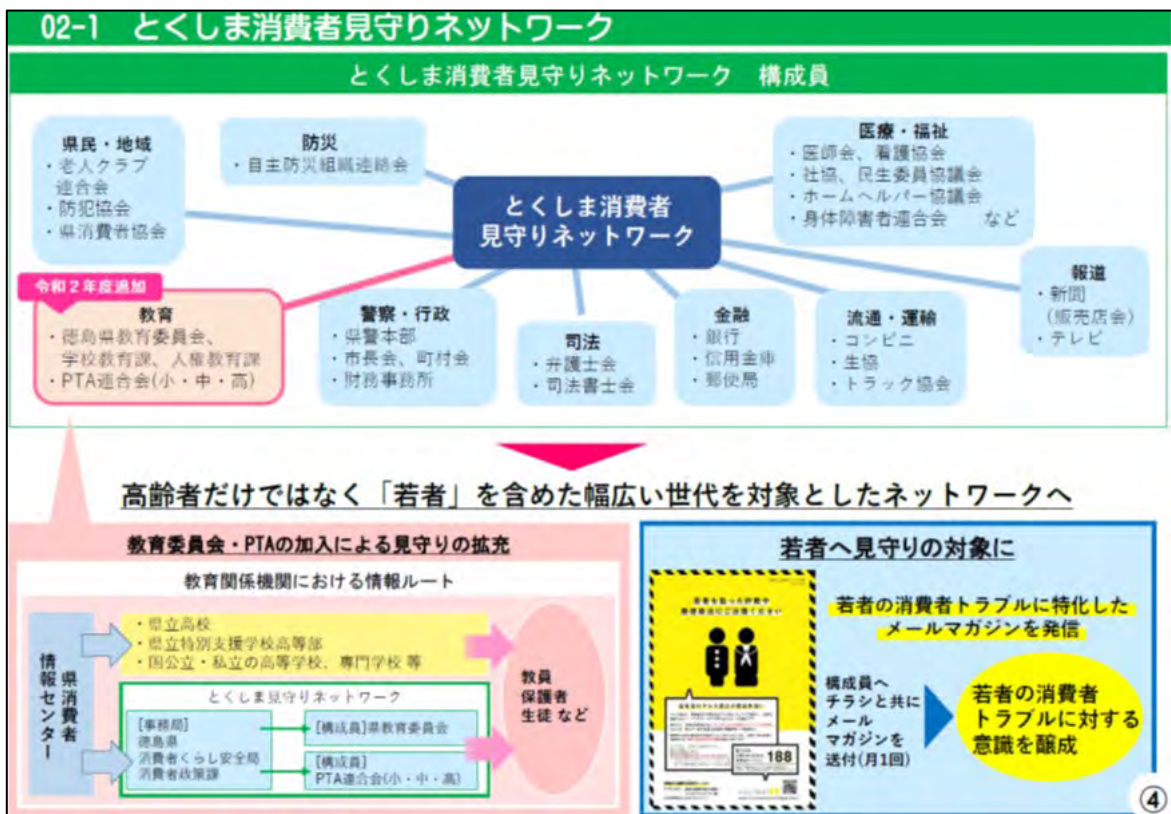 02-1 とくしま消費者見守りネットワーク
とくしま消費者見守りネットワーク 構成員
県民・地域
・老人クラブ
連合会
・防犯協会
・県消費者協会
防災
・自主防災組織連絡会
医療・福祉
・医師会、看護協会
・社協、民生委員協議会
・ホームヘルパー協議会
・身体障害者連合会 など
とくしま消費者
見守りネットワーク
令和2年度追加
教育
・徳島県教育委員会、
学校教育課、人権教育課
・PTA連合会(小・中・高)
警察・行政
・県警本部
・市長会、町村会
・財務事務所
司法
・弁護士会
・司法書士会
金融
・銀行
・信用金庫
・郵便局
流通・運輸
・コンビニ
・生協
・トラック協会
報道
・新聞
(販売店会)
・テレビ
高齢者だけではなく「若者」を含めた幅広い世代を対象としたネットワークへ
教育委員会・PTAの加入による見守りの拡充
教育関係機関における情報ルート
県消費者
情報センター
・県立高校
・県立特別支援学校高等部
・国公立・私立の高等学校、専門学校 等
とくしま見守りネットワーク
[事務局]
徳島県
消費者くらし安全局
消費者政策課
[構成員]県教育委員会
[構成員]
PTA連合会(小・中・高)
教員
保護者
生徒 など
若者へ見守りの対象に
若者を狙った詐欺や
悪質商法にご注意ください
188
若者の消費者トラブルに特化した
メールマガジンを発信
構成員へ
チラシと共に
メール
マガジンを
送付(月1回)
若者の消費者
トラブルに対する
意識を醸成
④